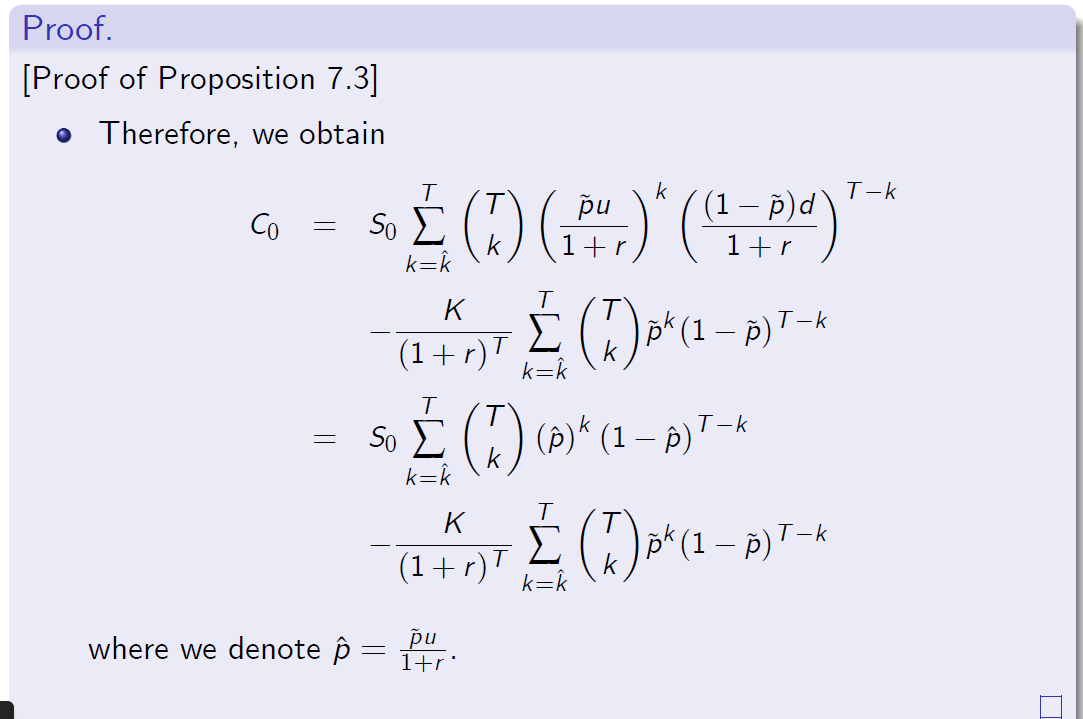 Proof.
[Proof of Proposition 7.3]
Therefore, we obtain
$C_0 = S_0 \sum_{k=\hat{k}}^{T} \binom{T}{k} \left( \frac{\tilde{p}u}{1+r} \right)^k \left( \frac{(1-\tilde{p})d}{1+r} \right)^{T-k}$
$- \frac{K}{(1+r)^T} \sum_{k=\hat{k}}^{T} \binom{T}{k} \tilde{p}^k (1-\tilde{p})^{T-k}$
$= S_0 \sum_{k=\hat{k}}^{T} \binom{T}{k} (\hat{p})^k (1-\hat{p})^{T-k}$
$- \frac{K}{(1+r)^T} \sum_{k=\hat{k}}^{T} \binom{T}{k} \tilde{p}^k (1-\tilde{p})^{T-k}$
where we denote $\hat{p} = \frac{\tilde{p}u}{1+r}$.